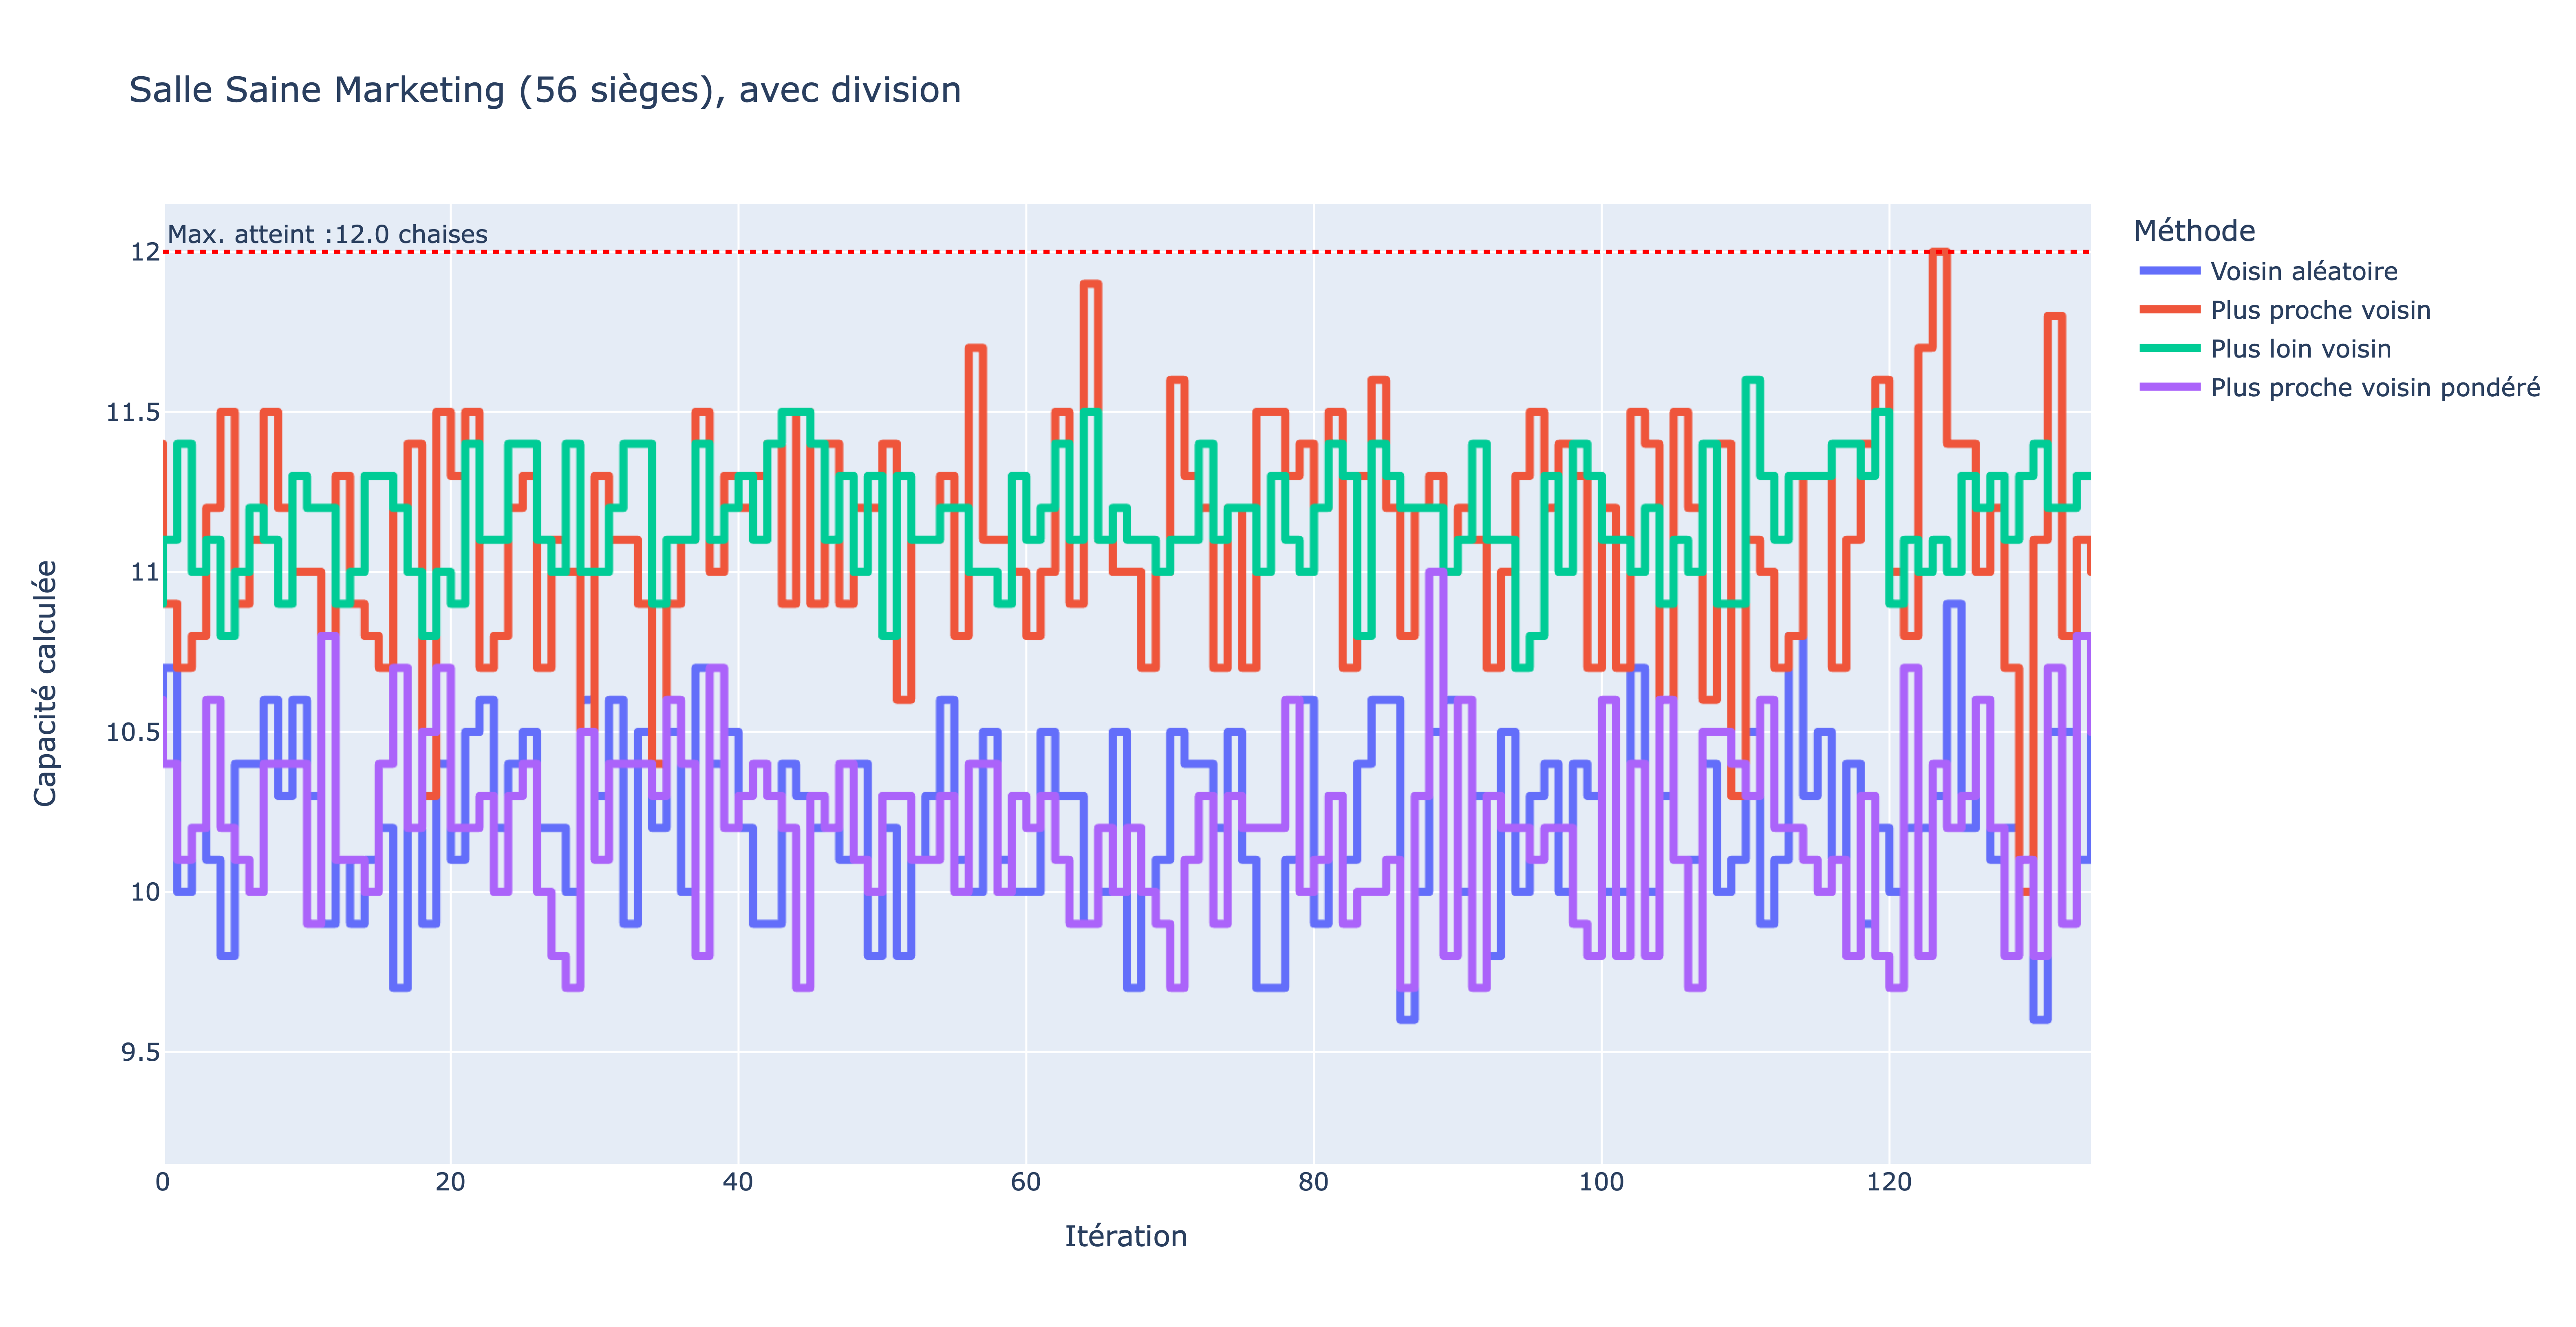 Salle Saine Marketing (56 sièges), avec division
Max. atteint :12.0 chaises
12
11.5
11
10.5
10
9.5
Capacité calculée
0
20
40
60
80
100
120
Itération
Méthode
Voisin aléatoire
Plus proche voisin
Plus loin voisin
Plus proche voisin pondéré